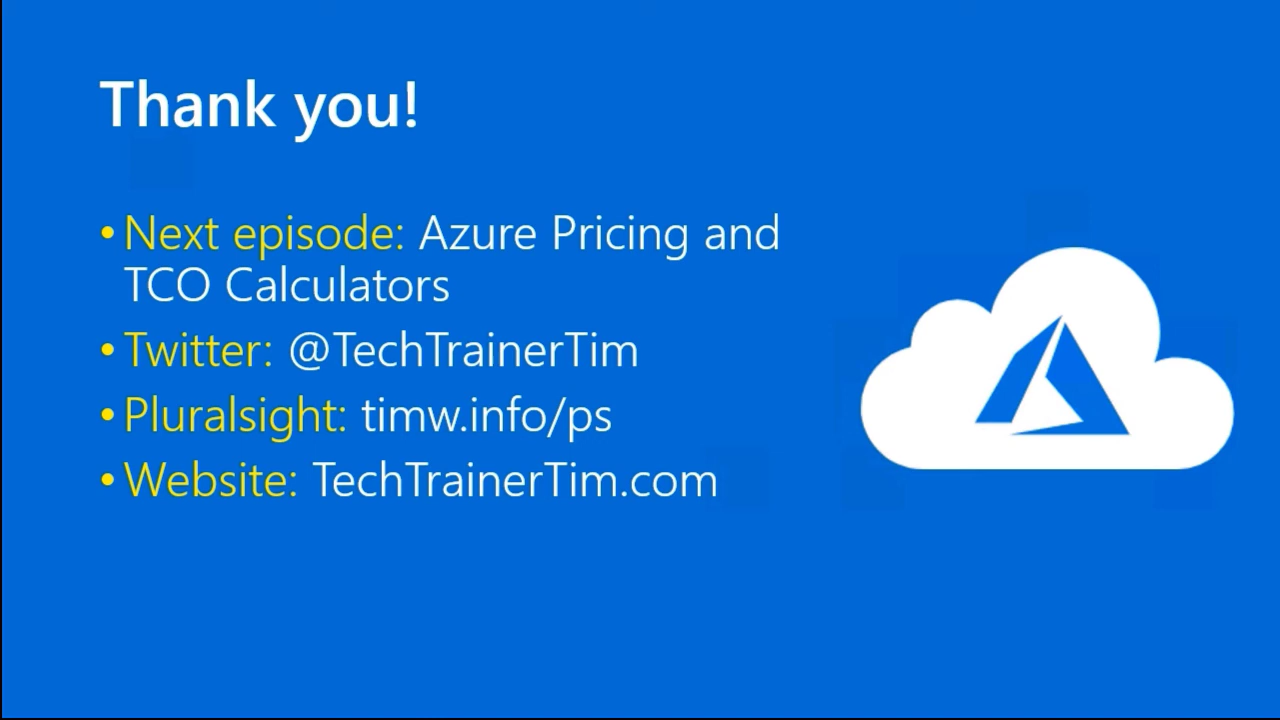 Thank you!
• Next episode: Azure Pricing and
TCO Calculators
• Twitter: @TechTrainerTim
• Pluralsight: timw.info/ps
• Website: TechTrainerTim.com